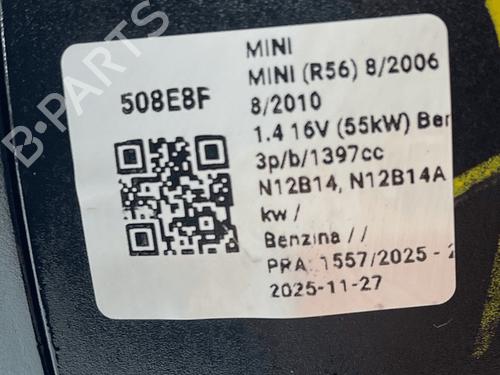 MINI
MINI (R56) 8/2006
508E8F
8/2010
1.4 16V (55kW) Ber
3p/b/1397cc
N12B14, N12B14A
kw /
Benzina / /
PRA: 1557/2025 -
2025-11-27